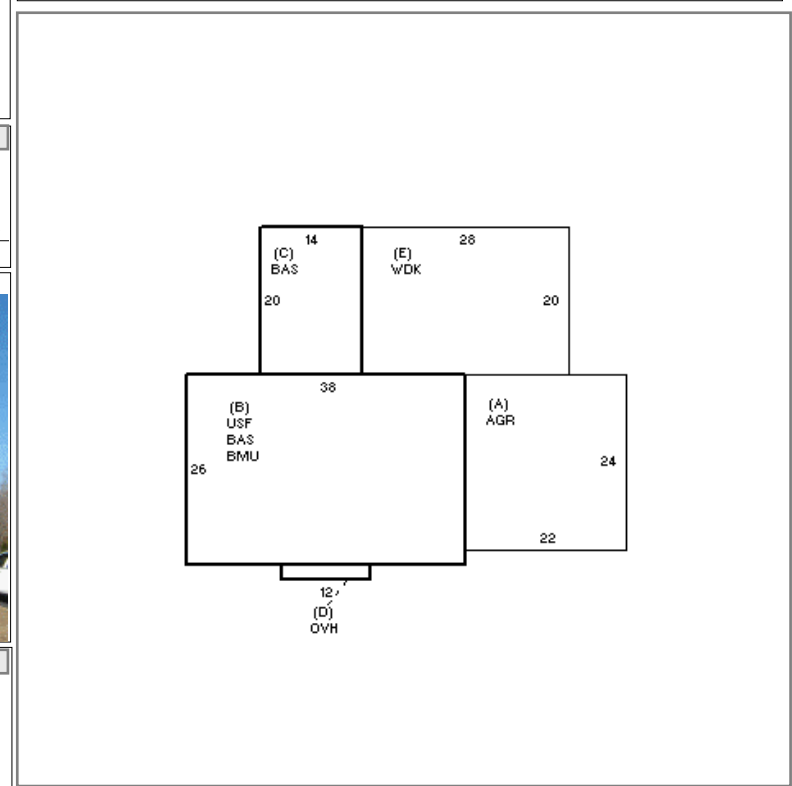 14
(C)
BAS
20
28
(E)
WDK
20
38
(B)
USF
BAS
BMU
26
(A)
AGR
24
22
12
(D)
OVH